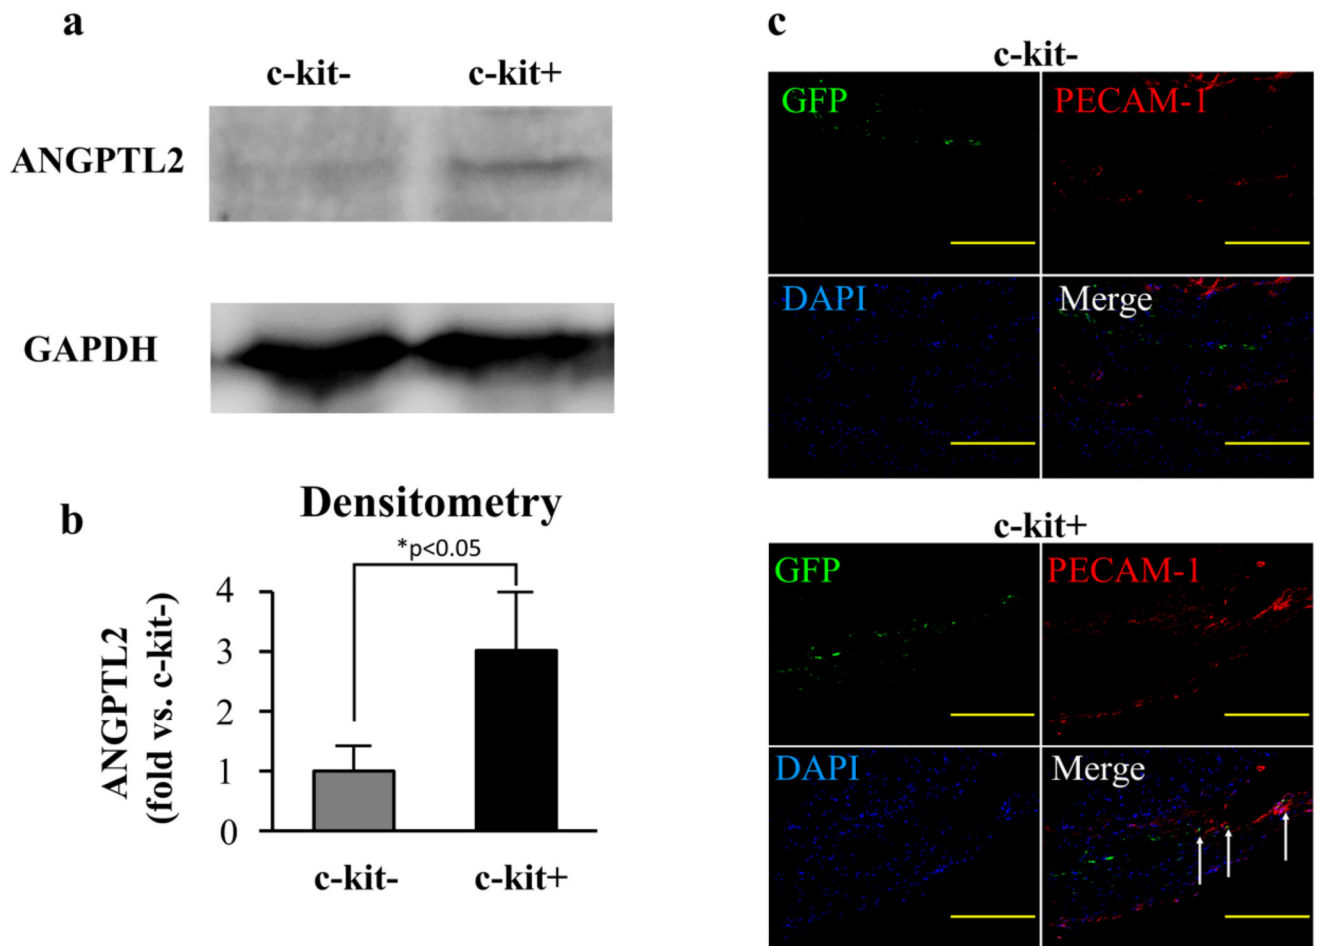 a
c-kit- c-kit+
ANGPTL2
GAPDH
b
Densitometry
*p<0.05
ANGPTL2
(fold vs. c-kit-)
4
3
2
1
0
c-kit- c-kit+
c
c-kit-
GFP PECAM-1
DAPI Merge
c-kit+
GFP PECAM-1
DAPI Merge